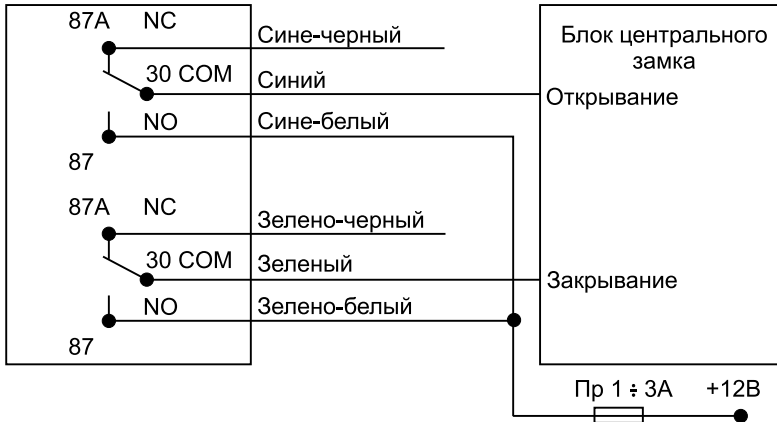 87A NC
Сине-черный
30 COM
Синий
NO
Сине-белый
87
87A NC
Зелено-черный
30 COM
Зеленый
NO
Зелено-белый
87
Блок центрального
замка
Открывание
Закрывание
Пр 1 ÷ 3А
+12В